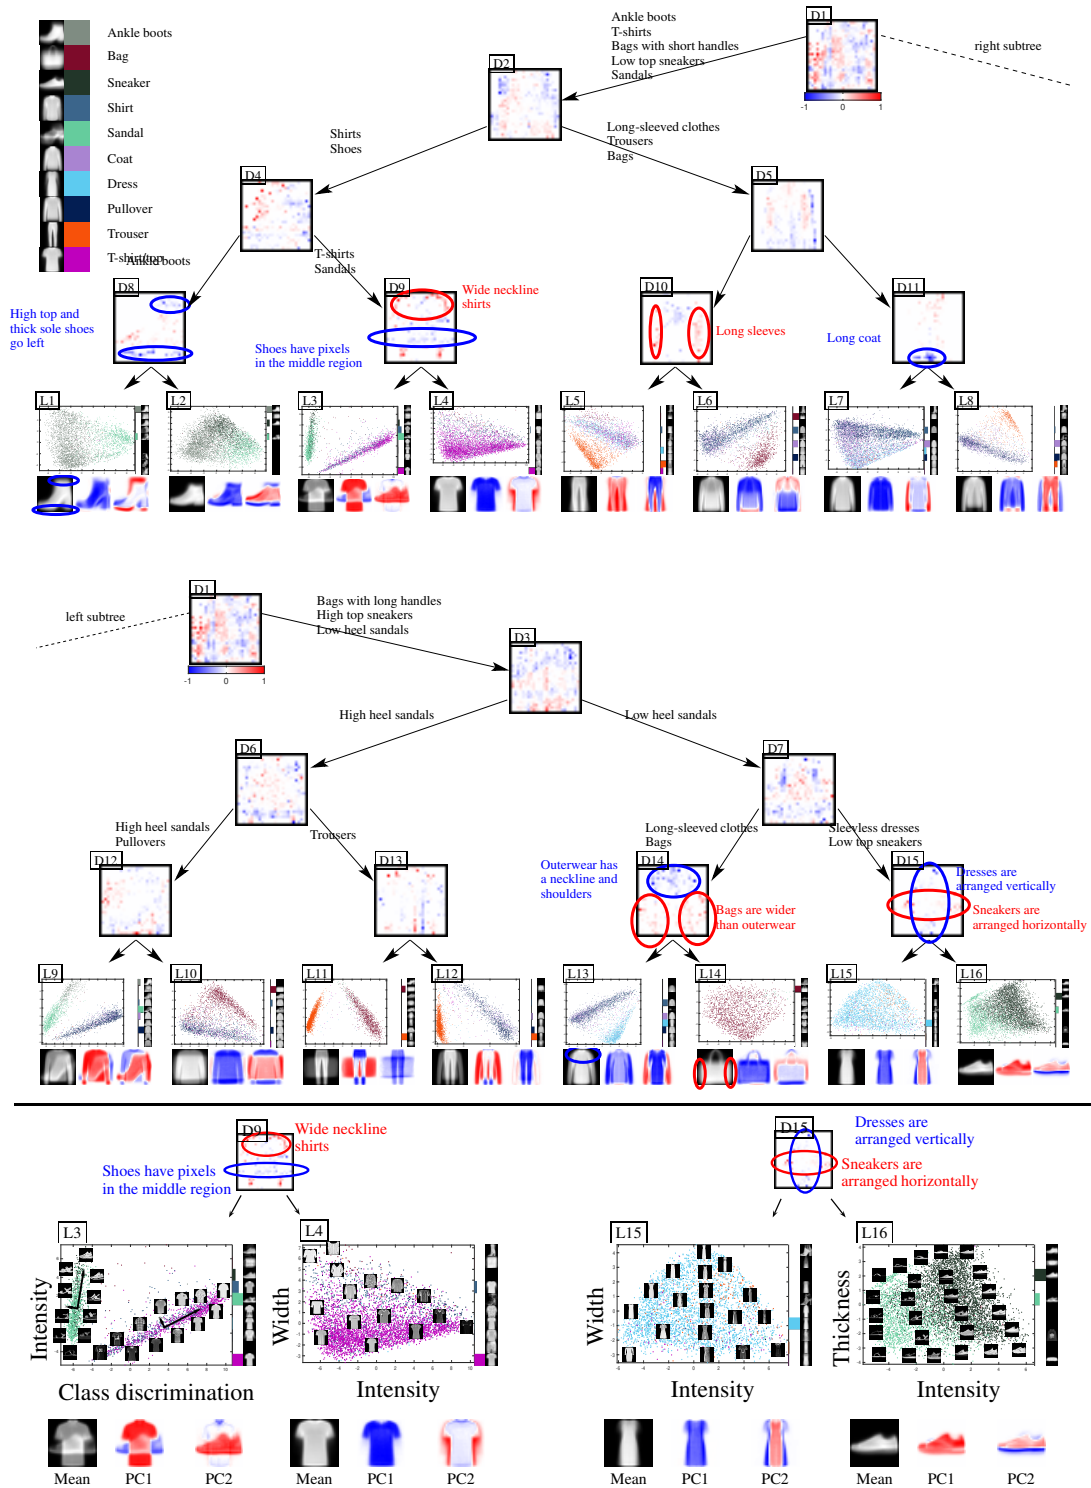 Ankle boots
Bag
Sneaker
Shirt
Sandal
Coat
Dress
Pullover
Trouser
T-shirt/top
D1
-1 0 1
right subtree
Ankle boots
T-shirts
Bags with short handles
Low top sneakers
Sandals
D2
Shirts
Shoes
Long-sleeved clothes
Trousers
Bags
D4
D5
Ankle boots
T-shirts
Sandals
D8
D9
D10
D11
High top and
thick sole shoes
go left
Wide neckline
shirts
Shoes have pixels
in the middle region
Long sleeves
Long coat
L1
L2
L3
L4
L5
L6
L7
L8
D1
-1 0 1
left subtree
Bags with long handles
High top sneakers
Low heel sandals
D3
High heel sandals
Low heel sandals
D6
D7
High heel sandals
Pullovers
Trousers
Long-sleeved clothes
Bags
Sleevless dresses
Low top sneakers
D12
D13
D14
D15
Outerwear has
a neckline and
shoulders
Bags are wider
than outerwear
Dresses are
arranged vertically
Sneakers are
arranged horizontally
L9
L10
L11
L12
L13
L14
L15
L16
D9
Wide neckline
shirts
Shoes have pixels
in the middle region
D15
Dresses are
arranged vertically
Sneakers are
arranged horizontally
L3
Intensity
Class discrimination
L4
Width
Intensity
L15
Width
Intensity
L16
Thickness
Intensity
Mean PC1 PC2
Mean PC1 PC2
Mean PC1 PC2
Mean PC1 PC2